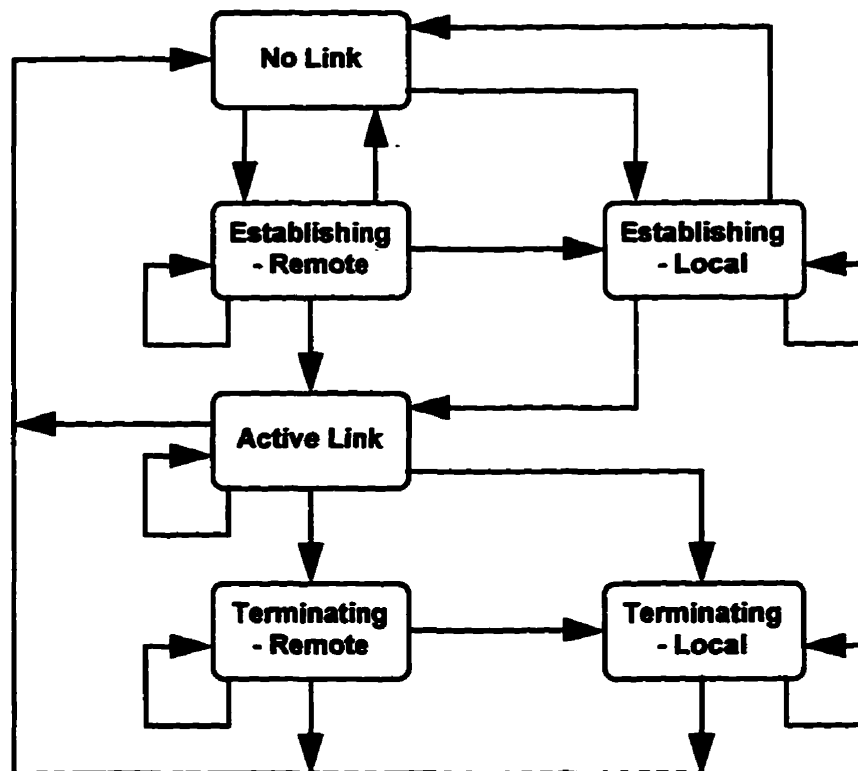 No Link
Establishing
- Remote
Establishing
- Local
Active Link
Terminating
- Remote
Terminating
- Local